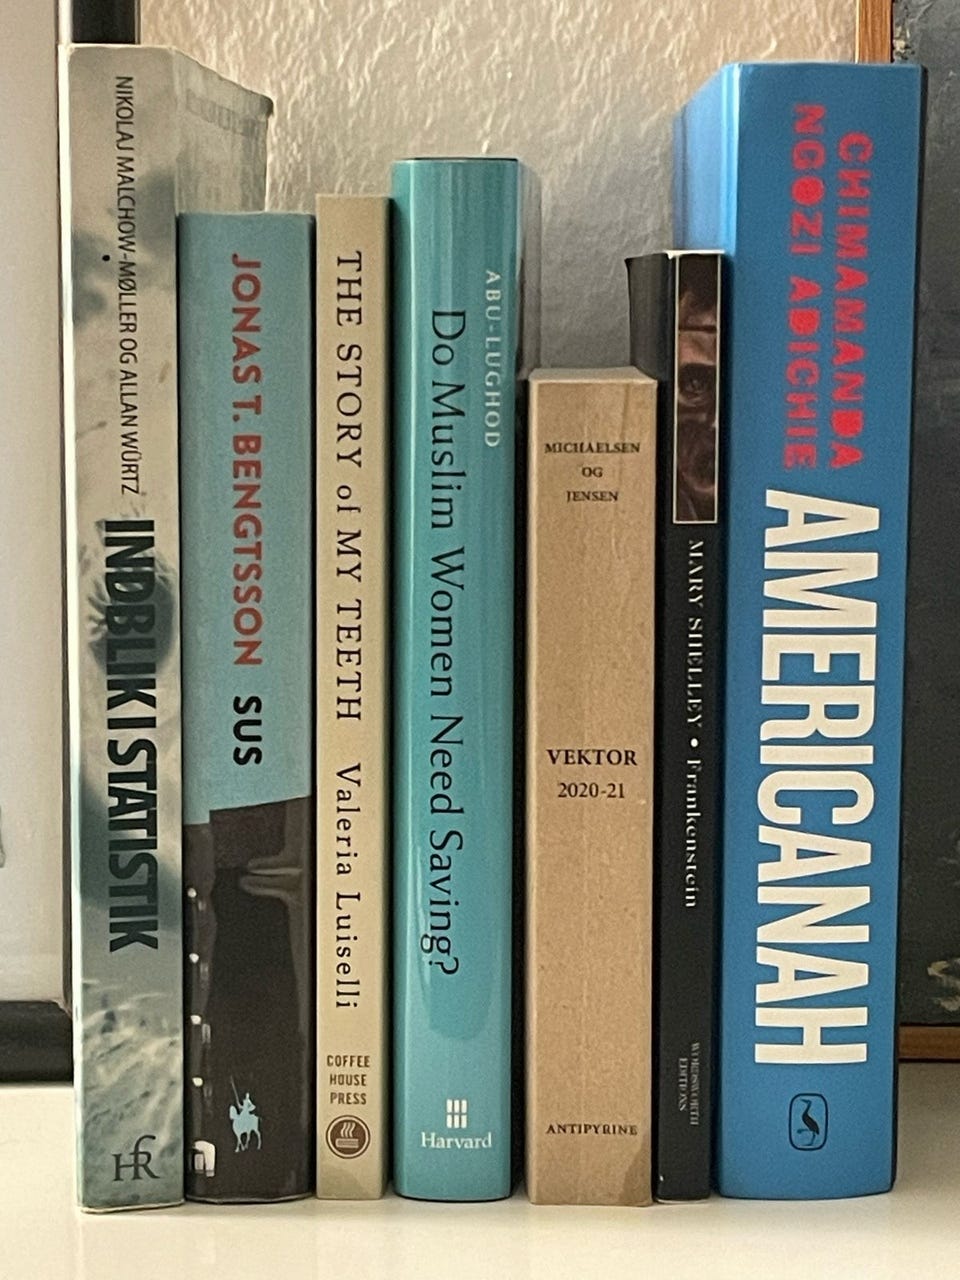 NIKOLAJ MALCHOW-MØLLER OG ALLAN WÜRTZ
INDBLIK I STATISTIK
HR
JONAS T. BENGTSSON SUS
THE STORY of MY TEETH Valeria Luiselli
COFFEE
HOUSE
PRESS
ABU-LUGHOD
Do Muslim Women Need Saving?
Harvard
MICHAELSEN
OG
JENSEN
VEKTOR
2020-21
ANTIPYRINE
MARY SHELLEY • Frankenstein
WORDSWORTH
EDITIONS
CHIMAMANDA
NGOZI ADICHIE
AMERICANAH